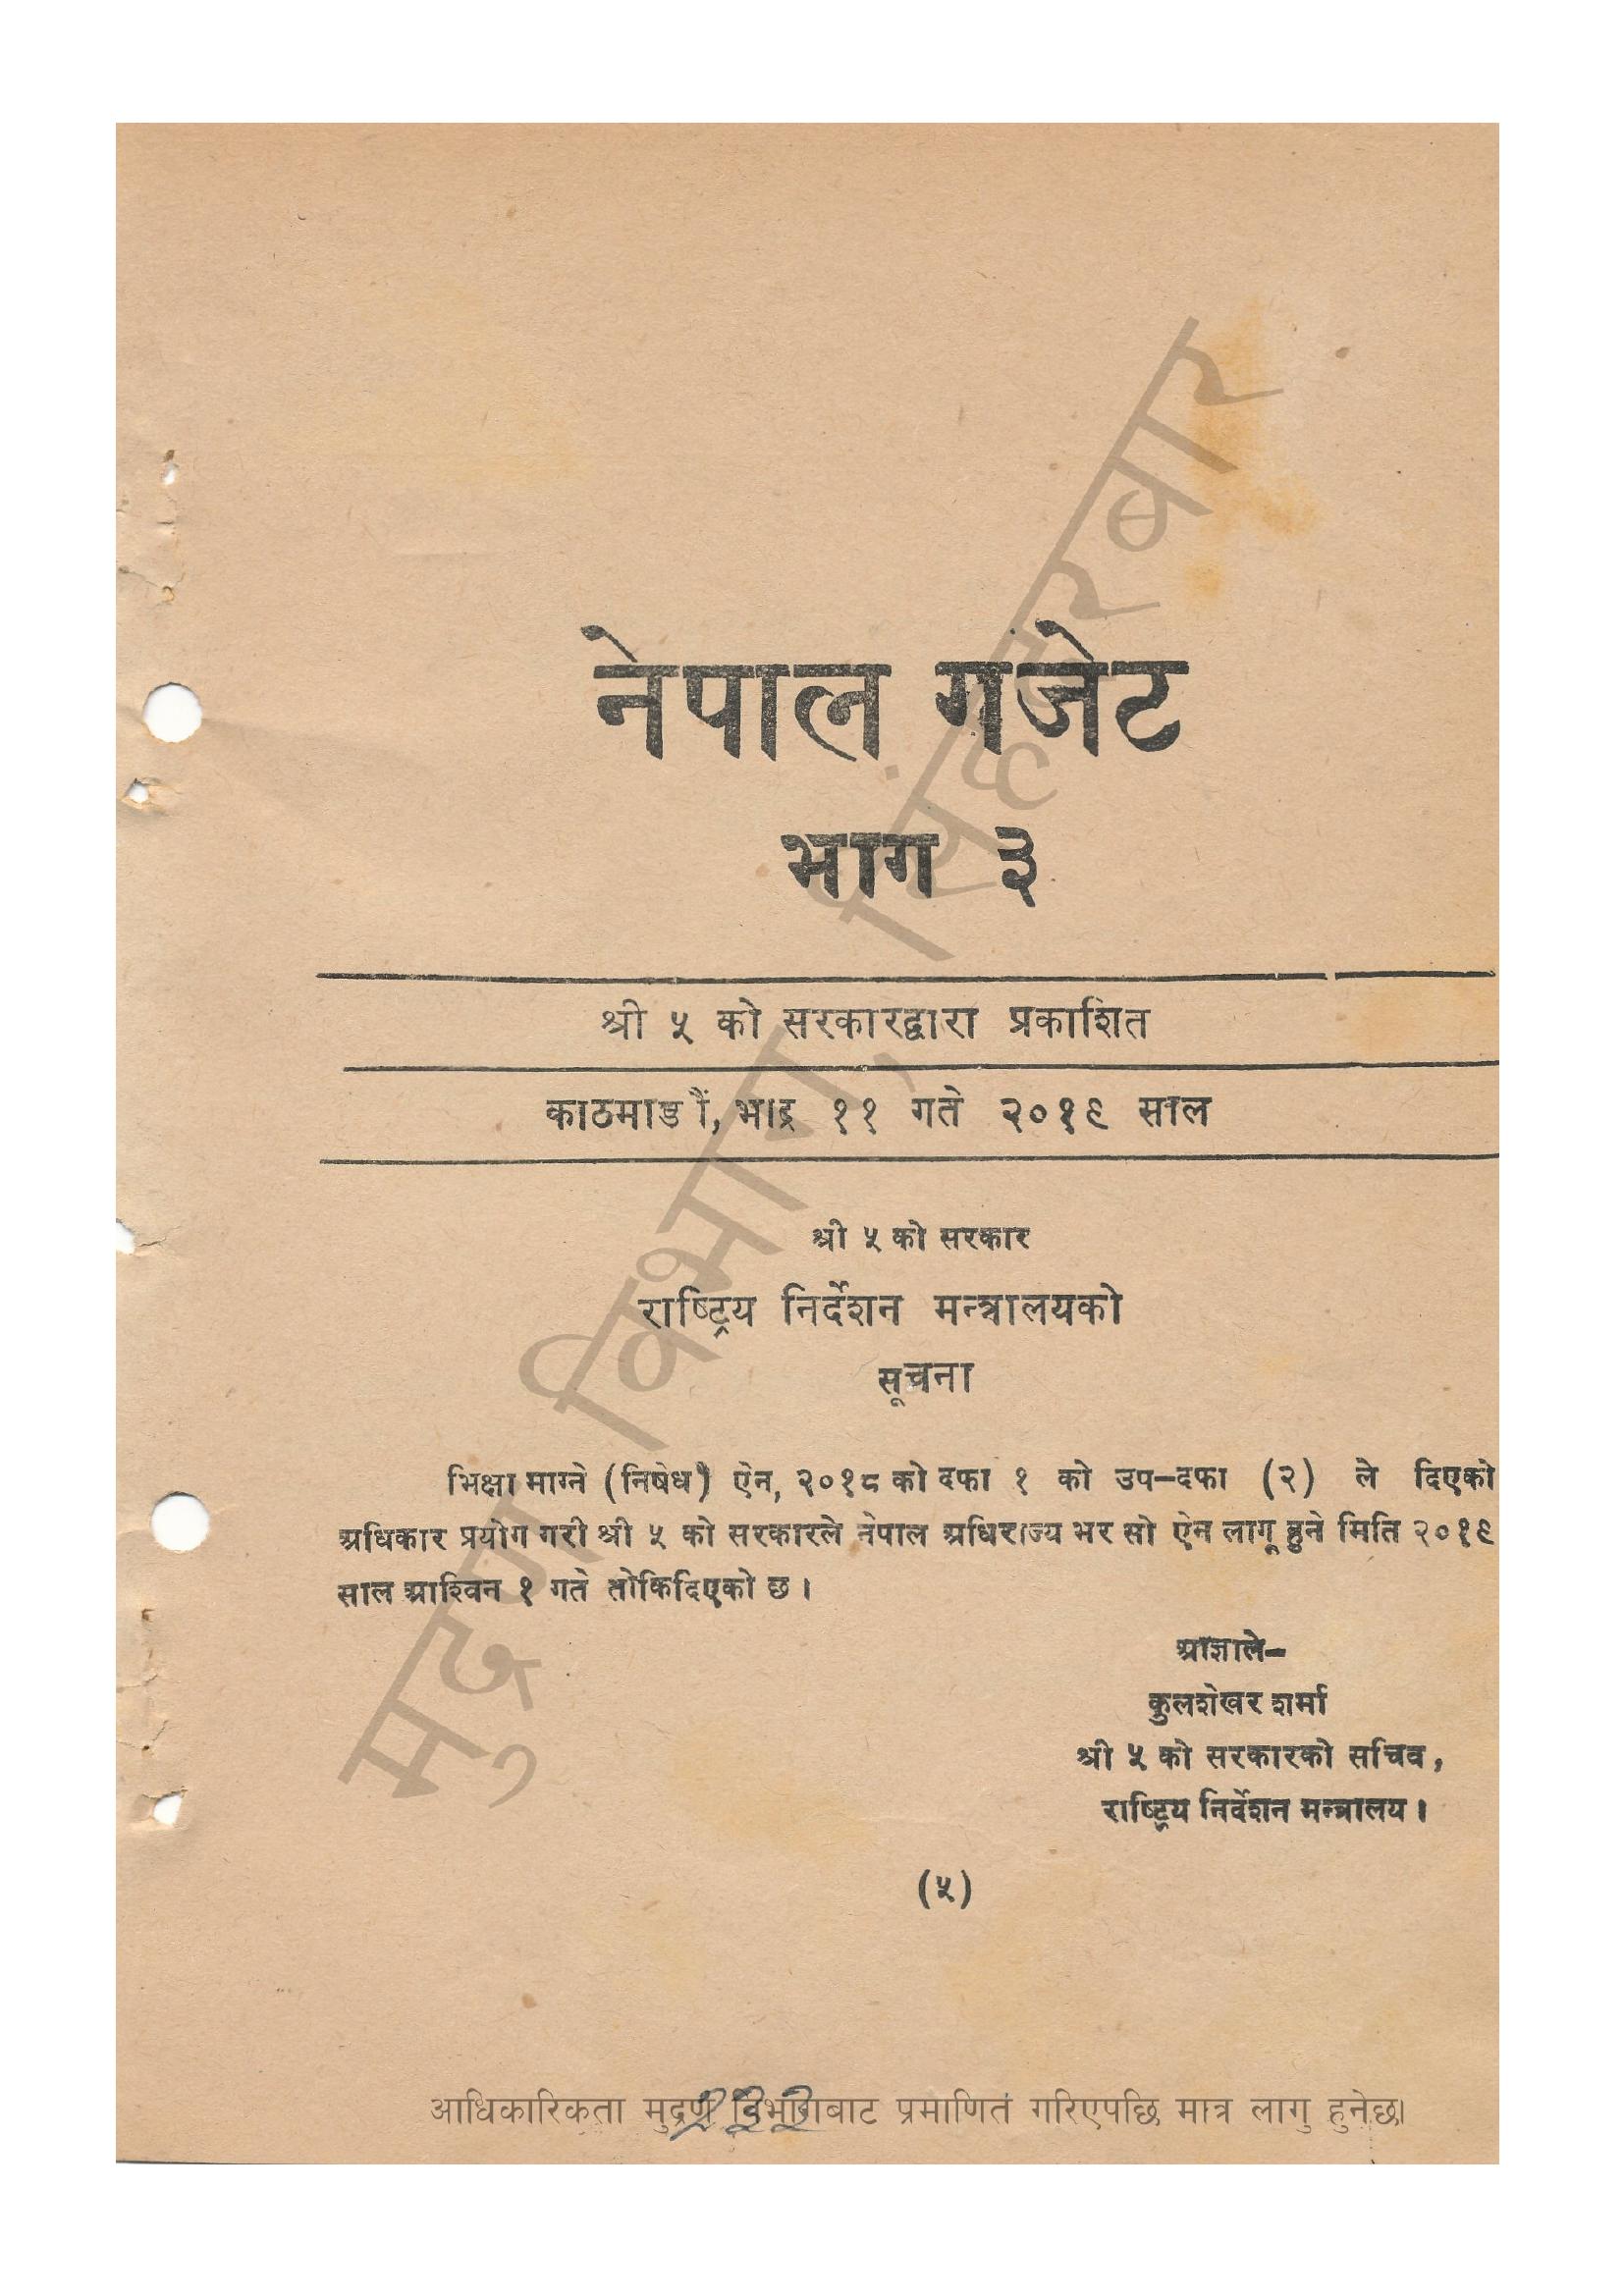 नेपाल गजेट
भाग ३
श्री ५ को सरकारद्वारा प्रकाशित
काठमाडौं, भाद्र ११ गते २०१९ साल
श्री ५ को सरकार
राष्ट्रिय निर्देशन मन्त्रालयको
सूचना
भिक्षा माग्ने (निषेध) ऐन, २०१८ को दफा १ को उप-दफा (२) ले दिएको
अधिकार प्रयोग गरी श्री ५ को सरकारले नेपाल अधिराज्य भर सो ऐन लागू हुने मिति २०१९
साल आश्विन १ गते तोकिदिएको छ।
आज्ञाले-
कुलशेखर शर्मा
श्री ५ को सरकारको सचिव,
राष्ट्रिय निर्देशन मन्त्रालय।
(५)
मुद्रण विभाग, सिंहदरबार
आधिकारिकता मुद्रण विभागबाट प्रमाणित गरिएपछि मात्र लागु हुनेछ।